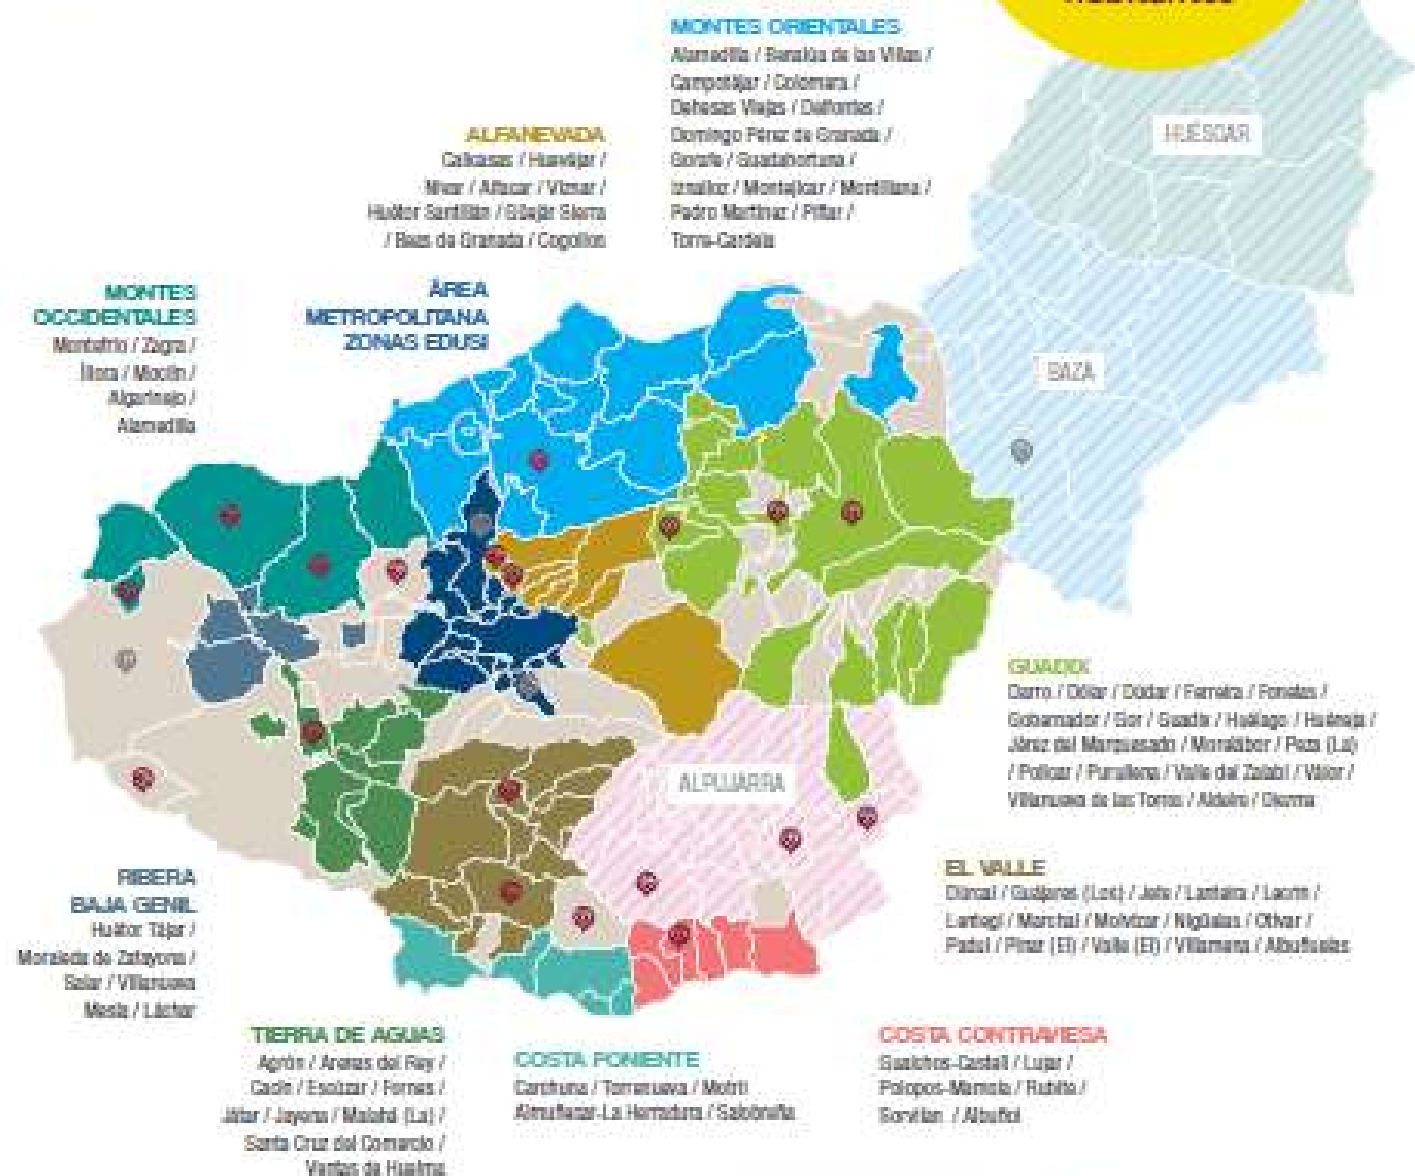 MONTES ORIENTALES
Alamedilla / Benalúa de las Villas /
Campotéjar / Colomera /
Dehesas Viejas / Deifontes /
Domingo Pérez de Granada /
Gorafe / Guadahortuna /
Iznalloz / Montejícar / Montillana /
Pedro Martínez / Píñar /
Torre-Cardela
ALFANEVADA
Calicasas / Huevéjar /
Nívar / Alfacar / Víznar /
Huétor Santillán / Güejár Sierra
/ Beas de Granada / Cogollos
HUÉSCAR
MONTES
OCCIDENTALES
Montefrío / Zagra /
Íllora / Moclín /
Algarinejo /
Alamedilla
ÁREA
METROPOLITANA
ZONAS EDUSI
BAZA
ALPUJARRA
GUADIX
Darro / Dólar / Dúdar / Ferreira / Fonelas /
Gobernador / Gor / Guadix / Huélago / Huéneja /
Jérez del Marquesado / Morelábor / Peza (La)
/ Polícar / Purullena / Valle del Zalabí / Válor /
Villanueva de las Torres / Aldeire / Diezma
EL VALLE
Dúrcal / Guájares (Los) / Jete / Lanteira / Lecrín /
Lentegí / Marchal / Molvízar / Nigüelas / Otívar /
Padul / Pinar (El) / Valle (El) / Villamena / Albuñuelas
RIBERA
BAJA GENIL
Huétor Tájar /
Moraleda de Zafayona /
Salar / Villanueva
Mesía / Láchar
TIERRA DE AGUAS
Agrón / Arenas del Rey /
Cacín / Escúzar / Fornes /
Játar / Jayena / Malahá (La) /
Santa Cruz del Comercio /
Ventas de Huelma
COSTA PONIENTE
Carchuna / Torrenueva / Motril
Almuñecar-La Herradura / Salobreña
COSTA CONTRAVIESA
Gualchos-Castell / Lujar /
Polopos-Mamola / Rubite /
Sorvilan / Albuñol